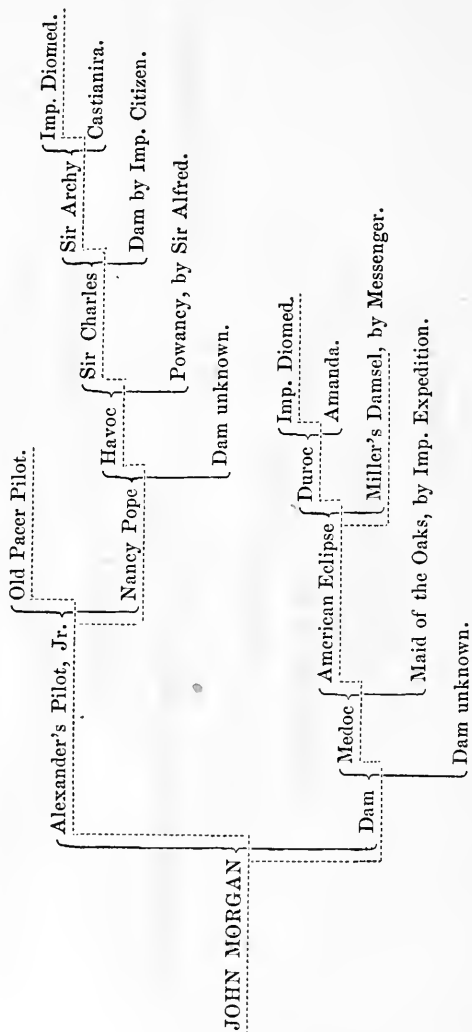 JOHN MORGAN
Alexander's Pilot, Jr.
Old Pacer Pilot.
Nancy Pope
Havoc
Sir Charles
Sir Archy
Imp. Diomed.
Castianira.
Dam by Imp. Citizen.
Powancy, by Sir Alfred.
Dam unknown.
Dam
Medoc
American Eclipse
Duroc
Imp. Diomed.
Amanda.
Miller's Damsel, by Messenger.
Maid of the Oaks, by Imp. Expedition.
Dam unknown.